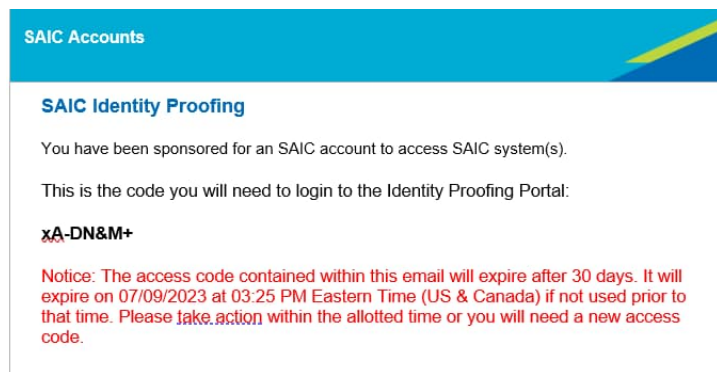 SAIC Accounts
SAIC Identity Proofing
You have been sponsored for an SAIC account to access SAIC system(s).
This is the code you will need to login to the Identity Proofing Portal:
xA-DN&M+
Notice: The access code contained within this email will expire after 30 days. It will
expire on 07/09/2023 at 03:25 PM Eastern Time (US & Canada) if not used prior to
that time. Please take action within the allotted time or you will need a new access
code.